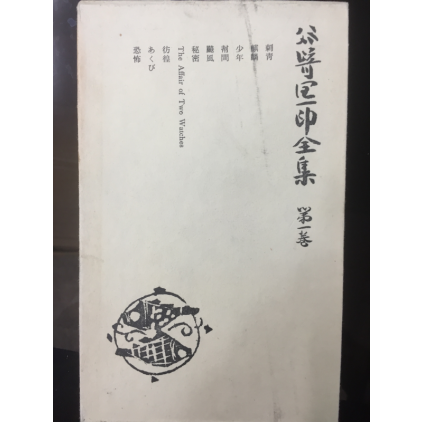 谷崎潤一郎全集 第一巻
刺青
麒麟
少年
幇間
飇風
秘密
The Affair of Two Watches
彷徨
あくび
恐怖